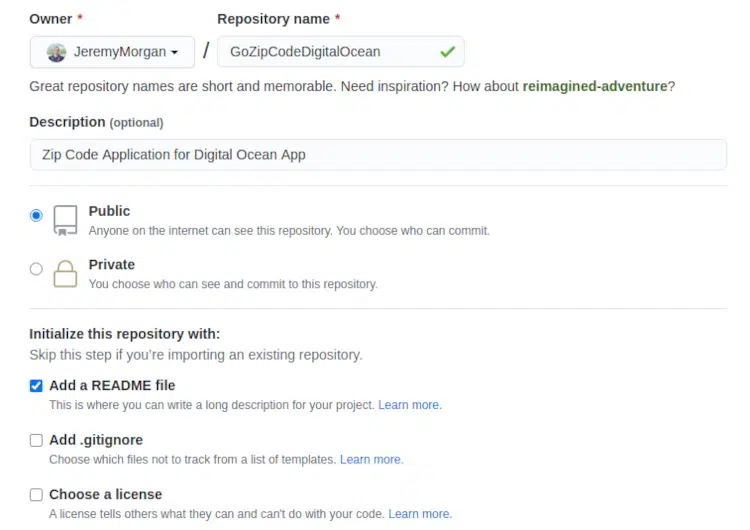 Owner * Repository name *
JeremyMorgan / GoZipCodeDigitalOcean
Great repository names are short and memorable. Need inspiration? How about reimagined-adventure?
Description (optional)
Zip Code Application for Digital Ocean App
Public
Anyone on the internet can see this repository. You choose who can commit.
Private
You choose who can see and commit to this repository.
Initialize this repository with:
Skip this step if you're importing an existing repository.
Add a README file
This is where you can write a long description for your project. Learn more.
Add .gitignore
Choose which files not to track from a list of templates. Learn more.
Choose a license
A license tells others what they can and can't do with your code. Learn more.